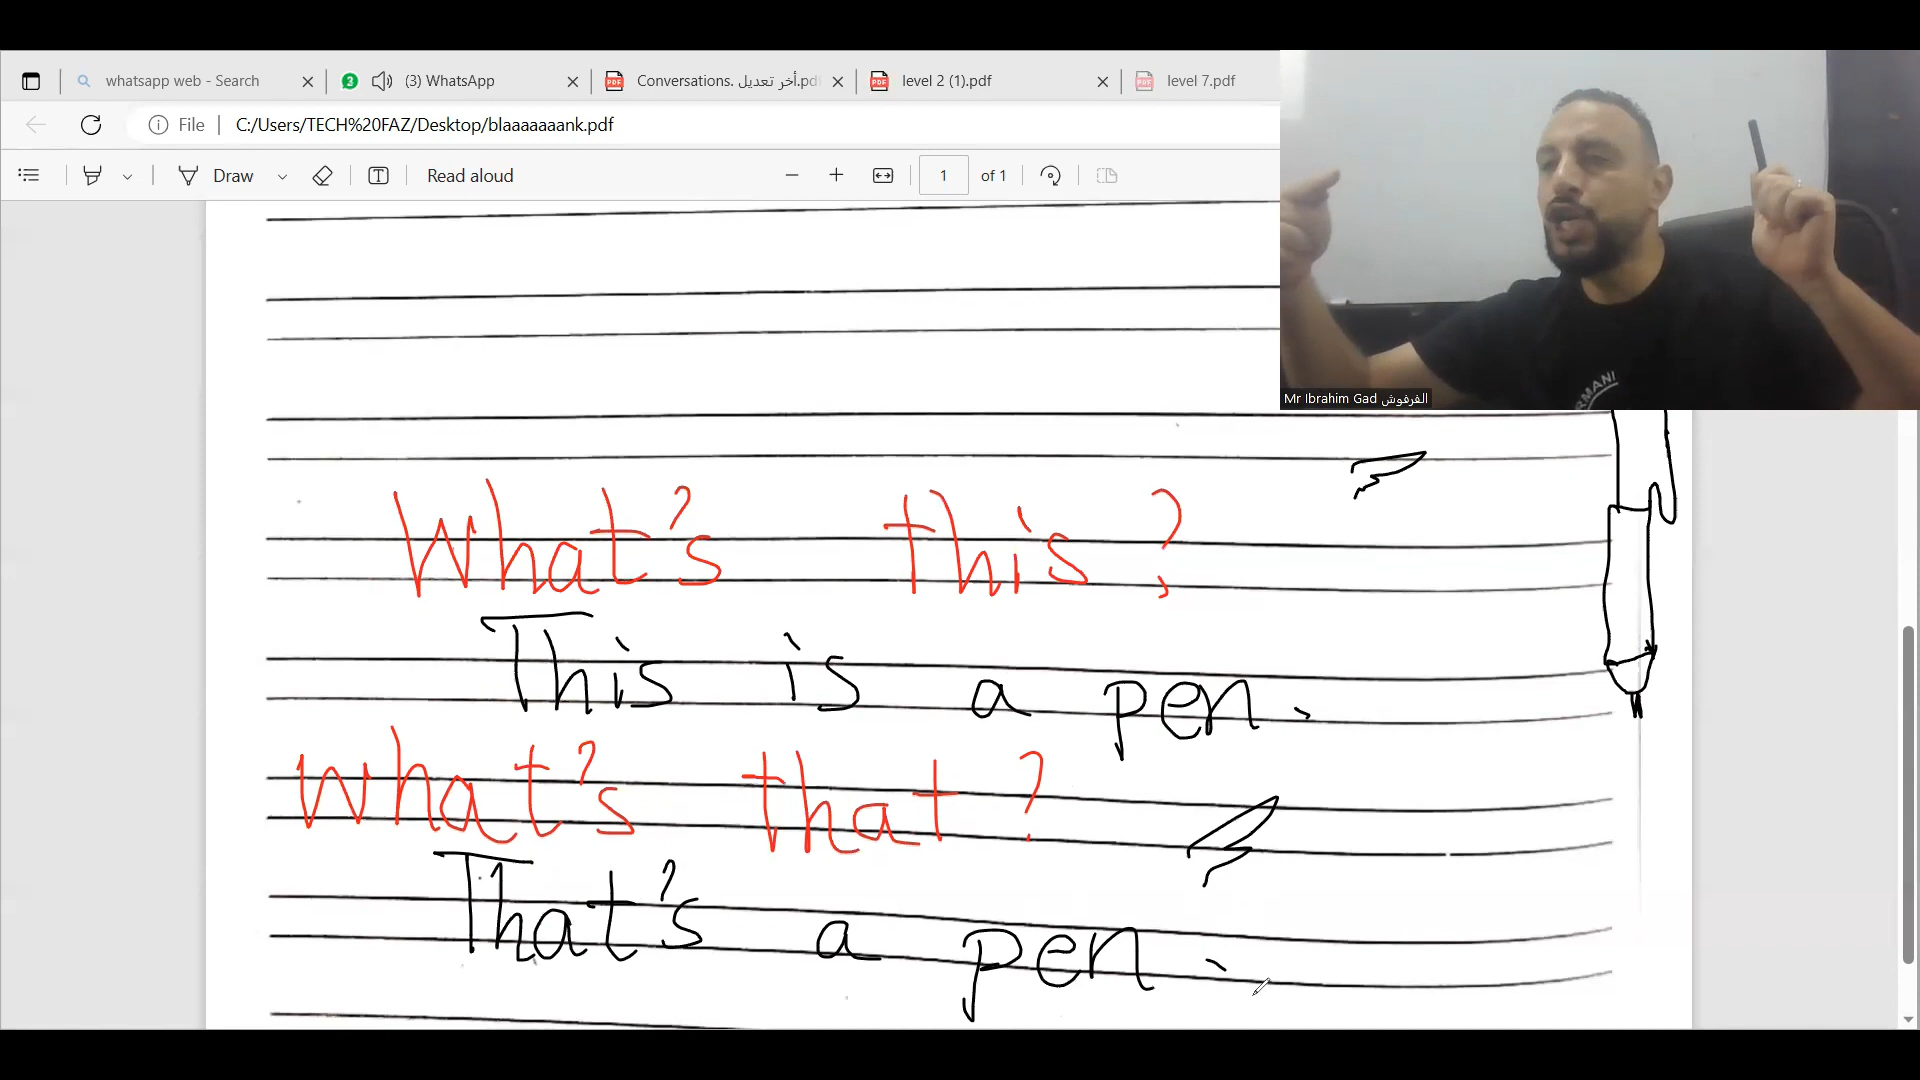 whatsapp web - Search
(3) WhatsApp
Conversations. أخر تعديل.pdf
level 2 (1).pdf
level 7.pdf
File
C:/Users/TECH%20FAZ/Desktop/blaaaaaaank.pdf
Draw
Read aloud
1 of 1
RMANI
Mr Ibrahim Gad الفرفوش
What's this?
This is a pen.
What's that?
That's a pen.